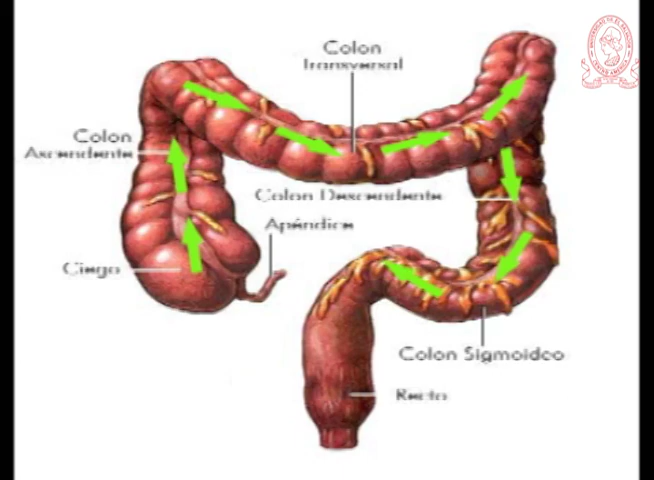 Colon
transversal
Colon
Ascendente
Colon Descendente
Apéndice
Ciego
Colon Sigmoideo
Recto